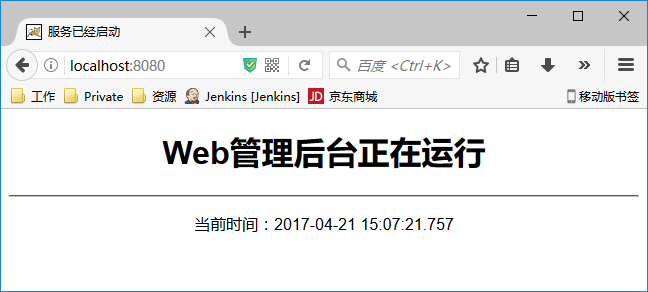 服务已经启动
localhost:8080
百度 <Ctrl+K>
工作
Private
资源
Jenkins [Jenkins]
JD 京东商城
移动版书签
Web管理后台正在运行
当前时间：2017-04-21 15:07:21.757